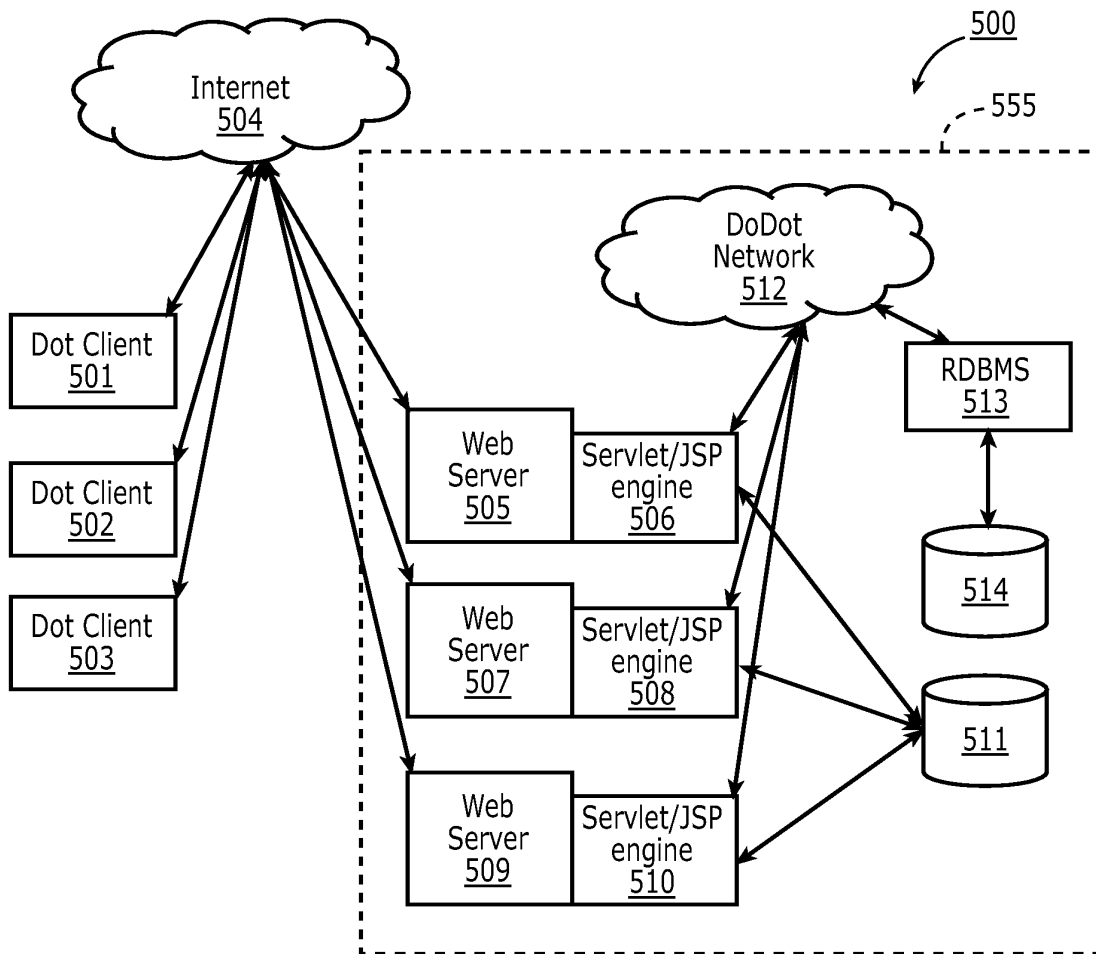 500
555
Internet
504
DoDot
Network
512
Dot Client
501
RDBMS
513
Web
Server
505
Servlet/JSP
engine
506
Dot Client
502
514
Dot Client
503
Web
Server
507
Servlet/JSP
engine
508
511
Web
Server
509
Servlet/JSP
engine
510